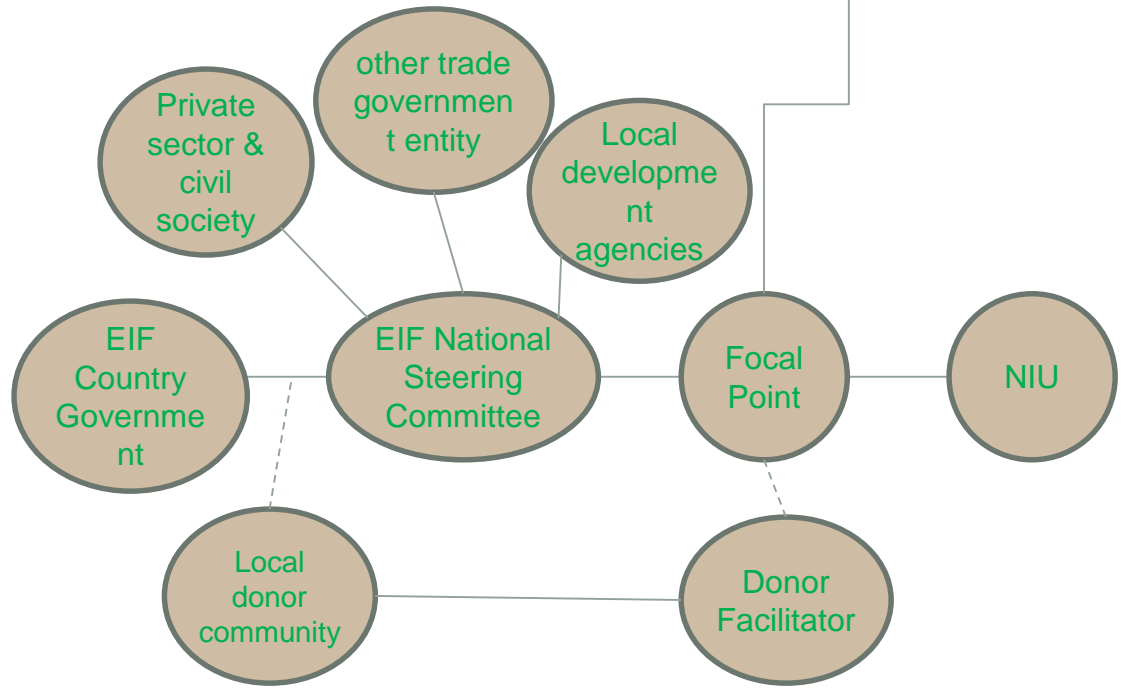 other trade
governmen
t entity
Private
sector &
civil
society
Local
developme
nt
agencies
EIF
Country
Governme
nt
EIF National
Steering
Committee
Focal
Point
NIU
Local
donor
community
Donor
Facilitator